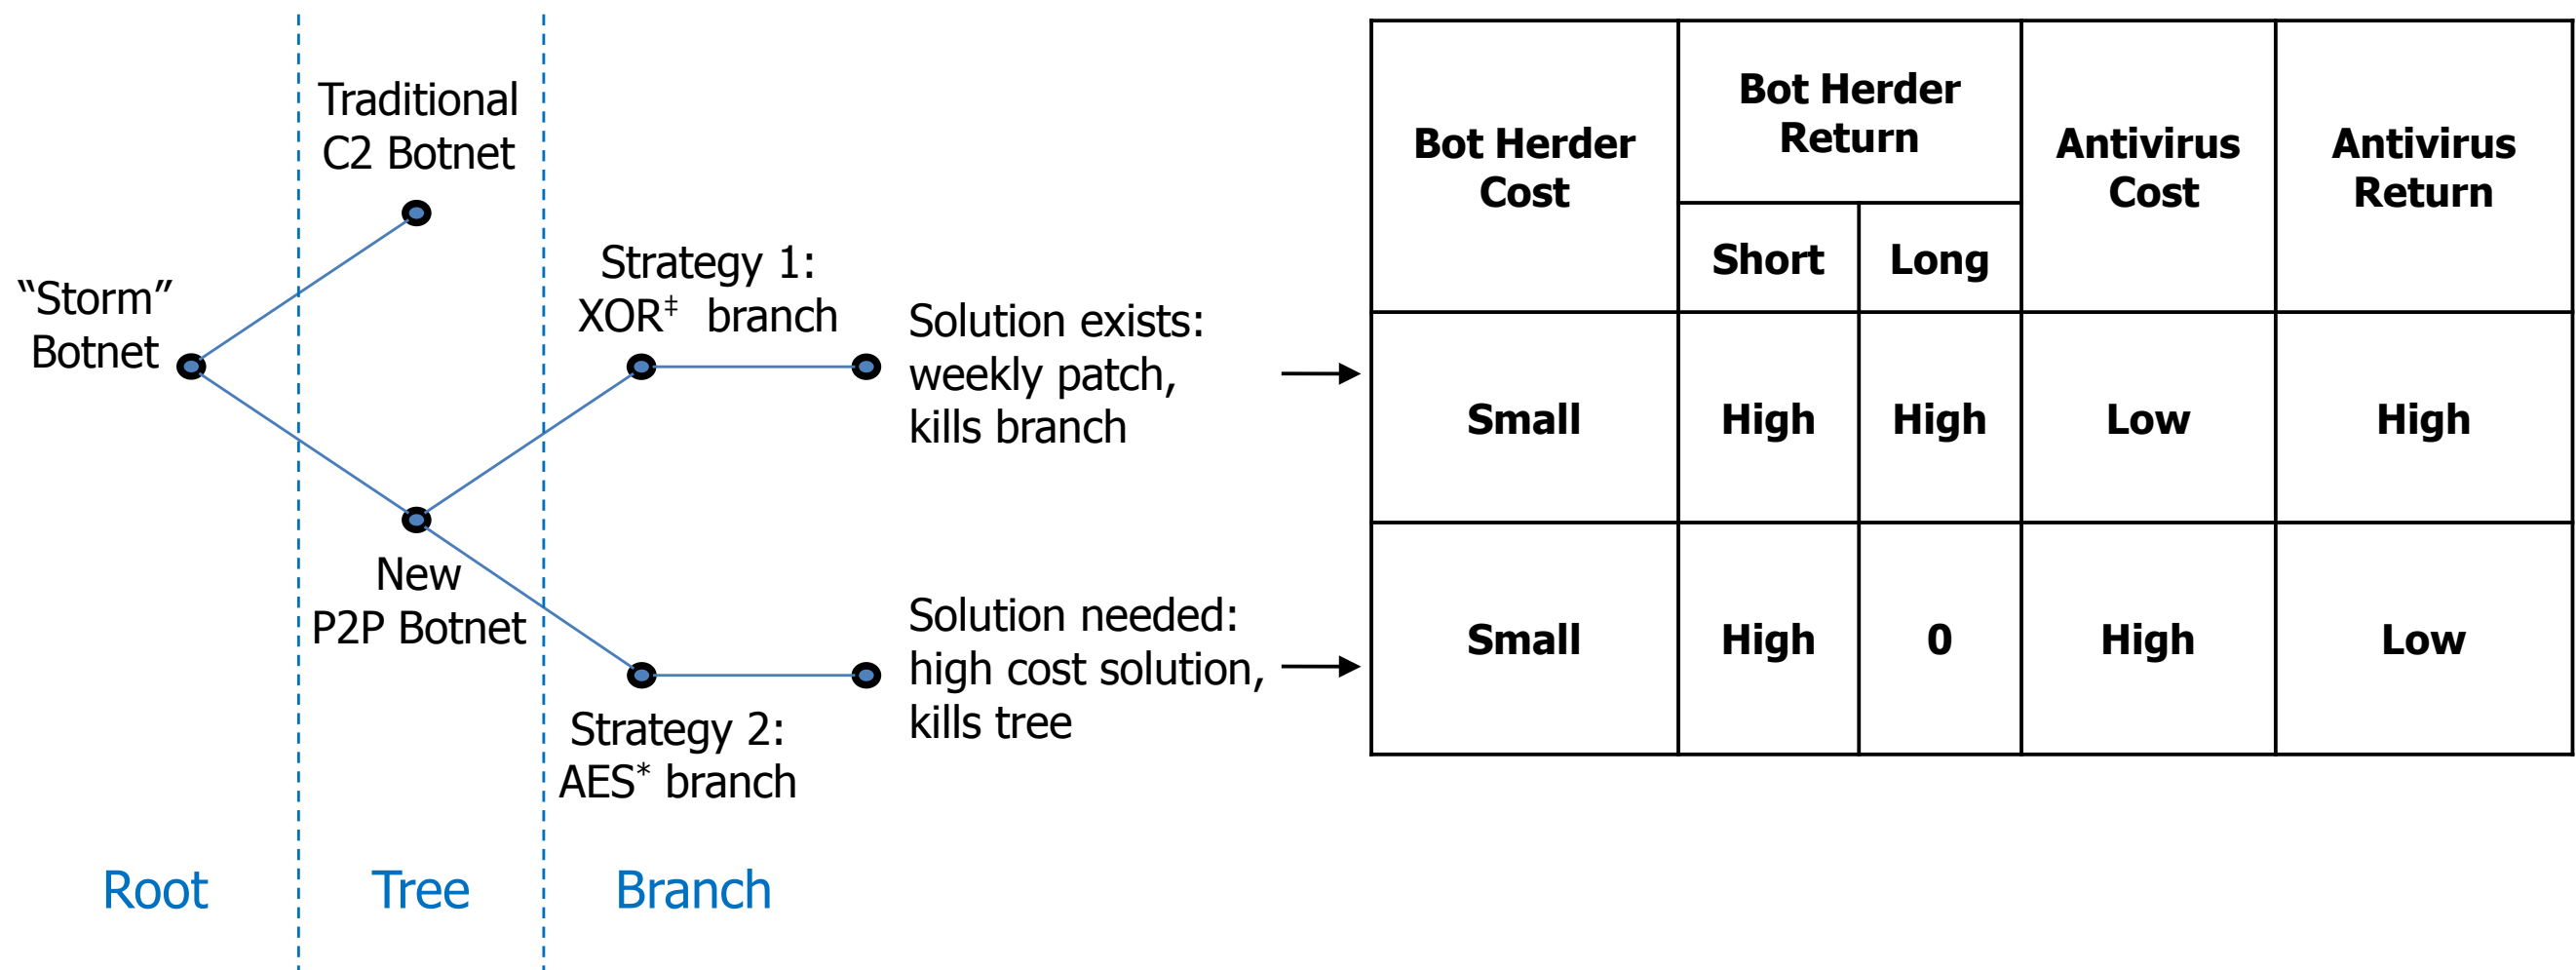 Traditional
C2 Botnet
“Storm”
Botnet
New
P2P Botnet
Strategy 1:
XOR‡ branch
Strategy 2:
AES* branch
Solution exists:
weekly patch,
kills branch
Solution needed:
high cost solution,
kills tree
Root
Tree
Branch
Bot Herder
Cost
Bot Herder
Return
Short
Long
Antivirus
Cost
Antivirus
Return
Small
High
High
Low
High
Small
High
0
High
Low